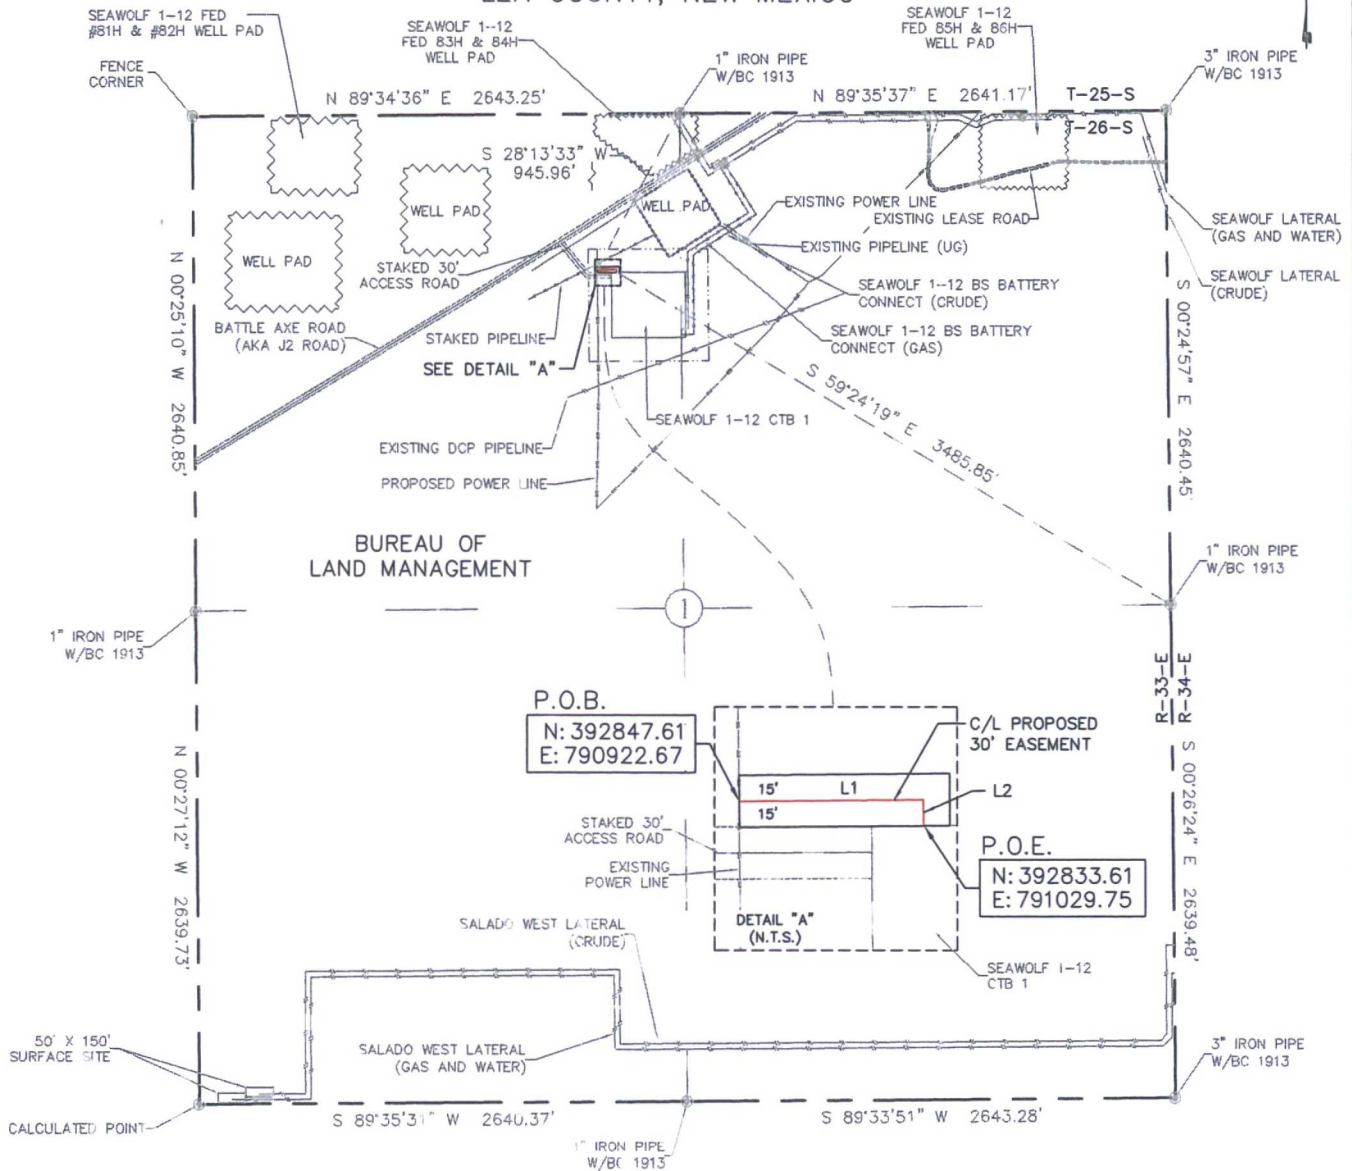 LEA COUNTY, NEW MEXICO
SEAWOLF 1-12 FED
#81H & #82H WELL PAD
SEAWOLF 1--12
FED 83H & 84H
WELL PAD
SEAWOLF 1-12
FED 85H & 86H
WELL PAD
FENCE
CORNER
1" IRON PIPE
W/BC 1913
3" IRON PIPE
W/BC 1913
N 89°34'36" E 2643.25'
N 89°35'37" E 2641.17'
T-25-S
T-26-S
S 28°13'33" W
945.96'
WELL PAD
WELL PAD
WELL PAD
EXISTING POWER LINE
EXISTING LEASE ROAD
EXISTING PIPELINE (UG)
SEAWOLF LATERAL
(GAS AND WATER)
SEAWOLF LATERAL
(CRUDE)
STAKED 30'
ACCESS ROAD
SEAWOLF 1--12 BS BATTERY
CONNECT (CRUDE)
SEAWOLF 1-12 BS BATTERY
CONNECT (GAS)
BATTLE AXE ROAD
(AKA J2 ROAD)
STAKED PIPELINE
SEE DETAIL "A"
N 00°25'10" W 2640.85'
S 00°24'57" E 2640.45'
S 59°24'19" E 3485.85'
SEAWOLF 1-12 CTB 1
EXISTING DCP PIPELINE
PROPOSED POWER LINE
BUREAU OF
LAND MANAGEMENT
1" IRON PIPE
W/BC 1913
1
1" IRON PIPE
W/BC 1913
R-33-E
R-34-E
P.O.B.
N: 392847.61
E: 790922.67
C/L PROPOSED
30' EASEMENT
15' L1
15'
L2
STAKED 30'
ACCESS ROAD
EXISTING
POWER LINE
P.O.E.
N: 392833.61
E: 791029.75
DETAIL "A"
(N.T.S.)
SEAWOLF 1-12
CTB 1
N 00°27'12" W 2639.73'
S 00°26'24" E 2639.48'
SALADO WEST LATERAL
(CRUDE)
SALADO WEST LATERAL
(GAS AND WATER)
50' X 150'
SURFACE SITE
3" IRON PIPE
W/BC 1913
CALCULATED POINT
S 89°35'31" W 2640.37'
S 89°33'51" W 2643.28'
1" IRON PIPE
W/BC 1913